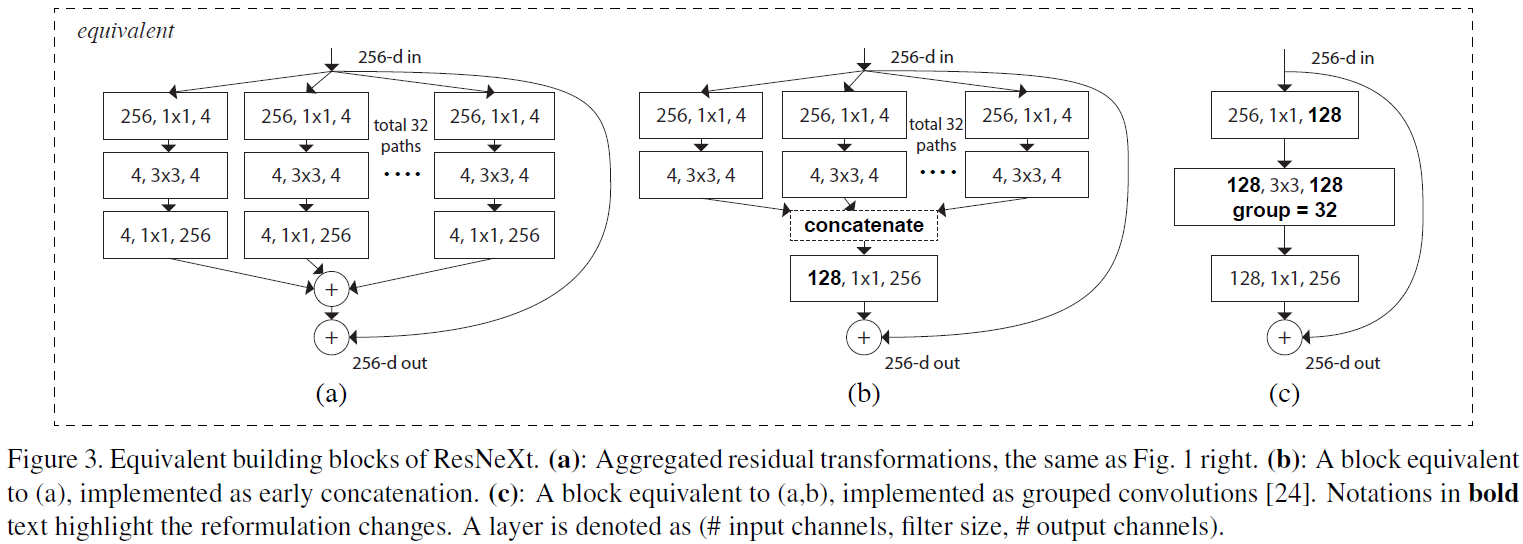 equivalent
256-d in
256, 1x1, 4
256, 1x1, 4
total 32
paths
256, 1x1, 4
4, 3x3, 4
4, 3x3, 4
....
4, 3x3, 4
4, 1x1, 256
4, 1x1, 256
4, 1x1, 256
+
+
256-d out
(a)
256-d in
256, 1x1, 4
256, 1x1, 4
total 32
paths
256, 1x1, 4
4, 3x3, 4
4, 3x3, 4
....
4, 3x3, 4
concatenate
128, 1x1, 256
+
256-d out
(b)
256-d in
256, 1x1, 128
128, 3x3, 128
group = 32
128, 1x1, 256
+
256-d out
(c)
Figure 3. Equivalent building blocks of ResNeXt. (a): Aggregated residual transformations, the same as Fig. 1 right. (b): A block equivalent
to (a), implemented as early concatenation. (c): A block equivalent to (a,b), implemented as grouped convolutions [24]. Notations in bold
text highlight the reformulation changes. A layer is denoted as (# input channels, filter size, # output channels).